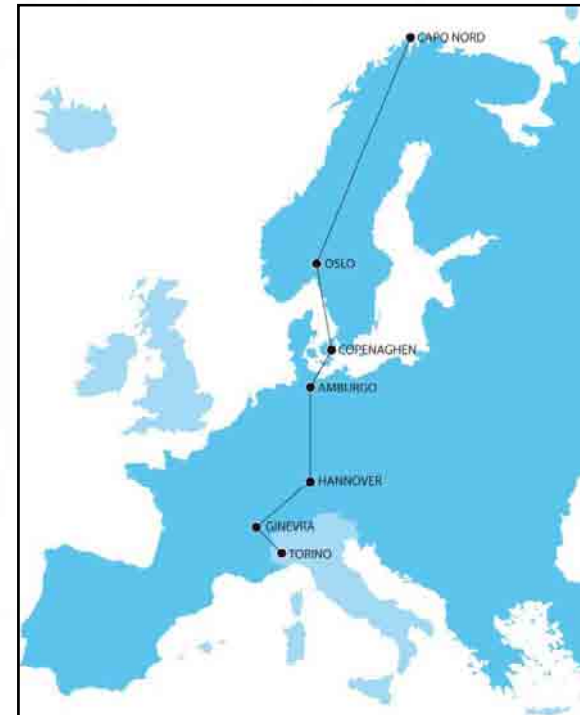 CAPO NORD
OSLO
COPENAGHEN
AMBURGO
HANNOVER
GINEVRA
TORINO